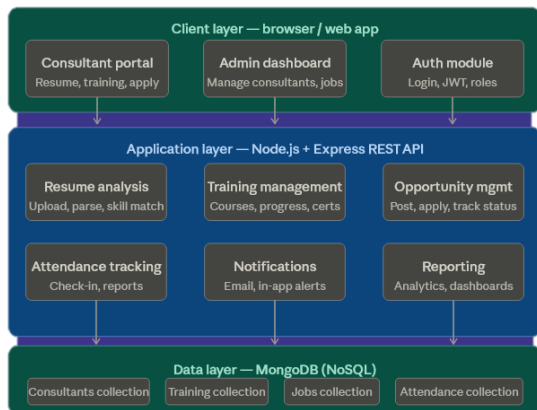 Client layer — browser / web app
Consultant portal
Resume, training, apply
Admin dashboard
Manage consultants, jobs
Auth module
Login, JWT, roles
Application layer — Node.js + Express REST API
Resume analysis
Upload, parse, skill match
Training management
Courses, progress, certs
Opportunity mgmt
Post, apply, track status
Attendance tracking
Check-in, reports
Notifications
Email, in-app alerts
Reporting
Analytics, dashboards
Data layer — MongoDB (NoSQL)
Consultants collection
Training collection
Jobs collection
Attendance collection